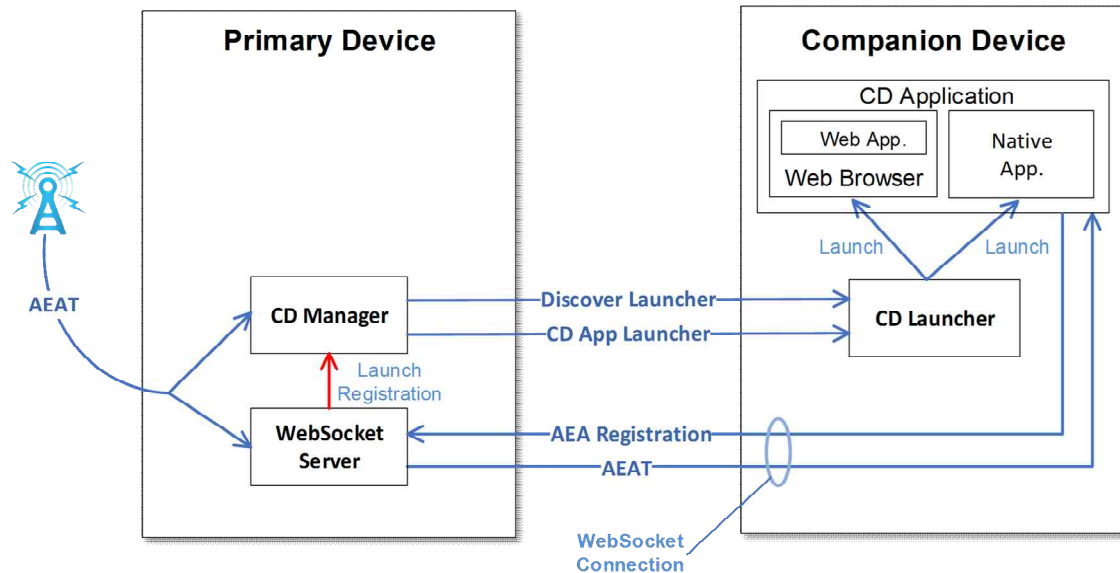 Primary Device
Companion Device
CD Application
Web App.
Web Browser
Native
App.
Launch
Launch
AEAT
CD Manager
Discover Launcher
CD App Launcher
CD Launcher
Launch
Registration
WebSocket
Server
AEA Registration
AEAT
WebSocket
Connection